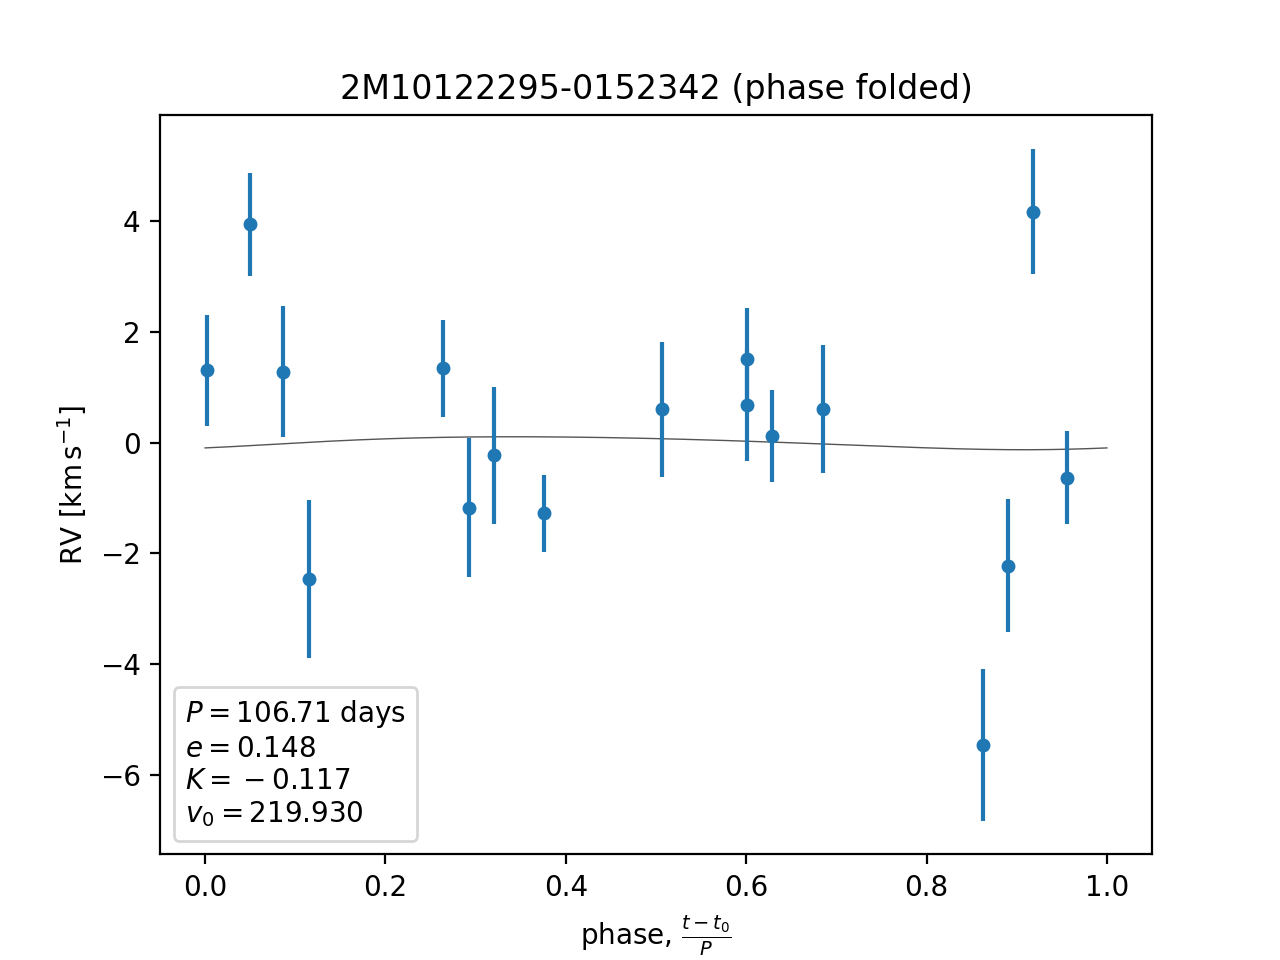 2M10122295-0152342 (phase folded)
RV [km s⁻¹]
4
2
0
−2
−4
−6
P = 106.71 days
e = 0.148
K = −0.117
v₀ = 219.930
0.0 0.2 0.4 0.6 0.8 1.0
phase, (t − t₀)/P